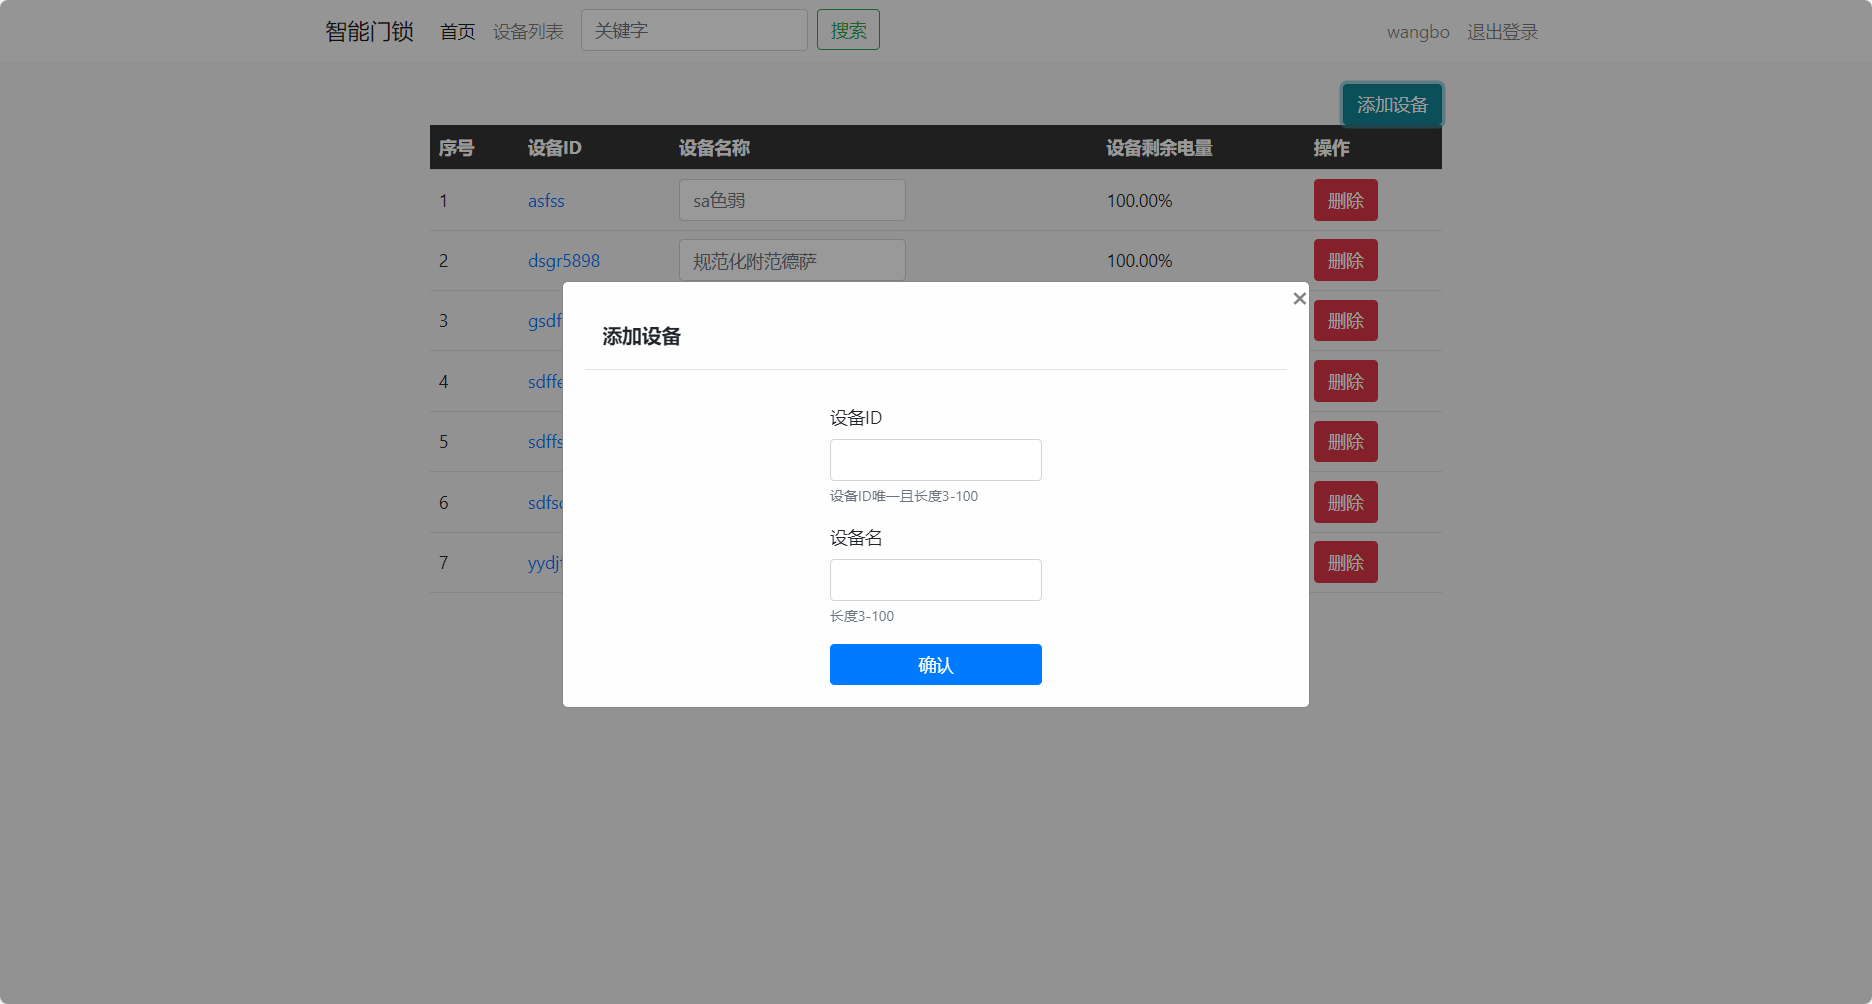 智能门锁 首页 设备列表 关键字 搜索 wangbo 退出登录
添加设备
序号 设备ID 设备名称 设备剩余电量 操作
1 asfss sa色弱 100.00% 删除
2 dsgr5898 规范化附范德萨 100.00% 删除
×
3 gsdf 删除
添加设备
4 sdffe 删除
设备ID
5 sdffs 删除
设备ID唯一且长度3-100
6 sdfs 删除
设备名
7 yydj 删除
长度3-100
确认